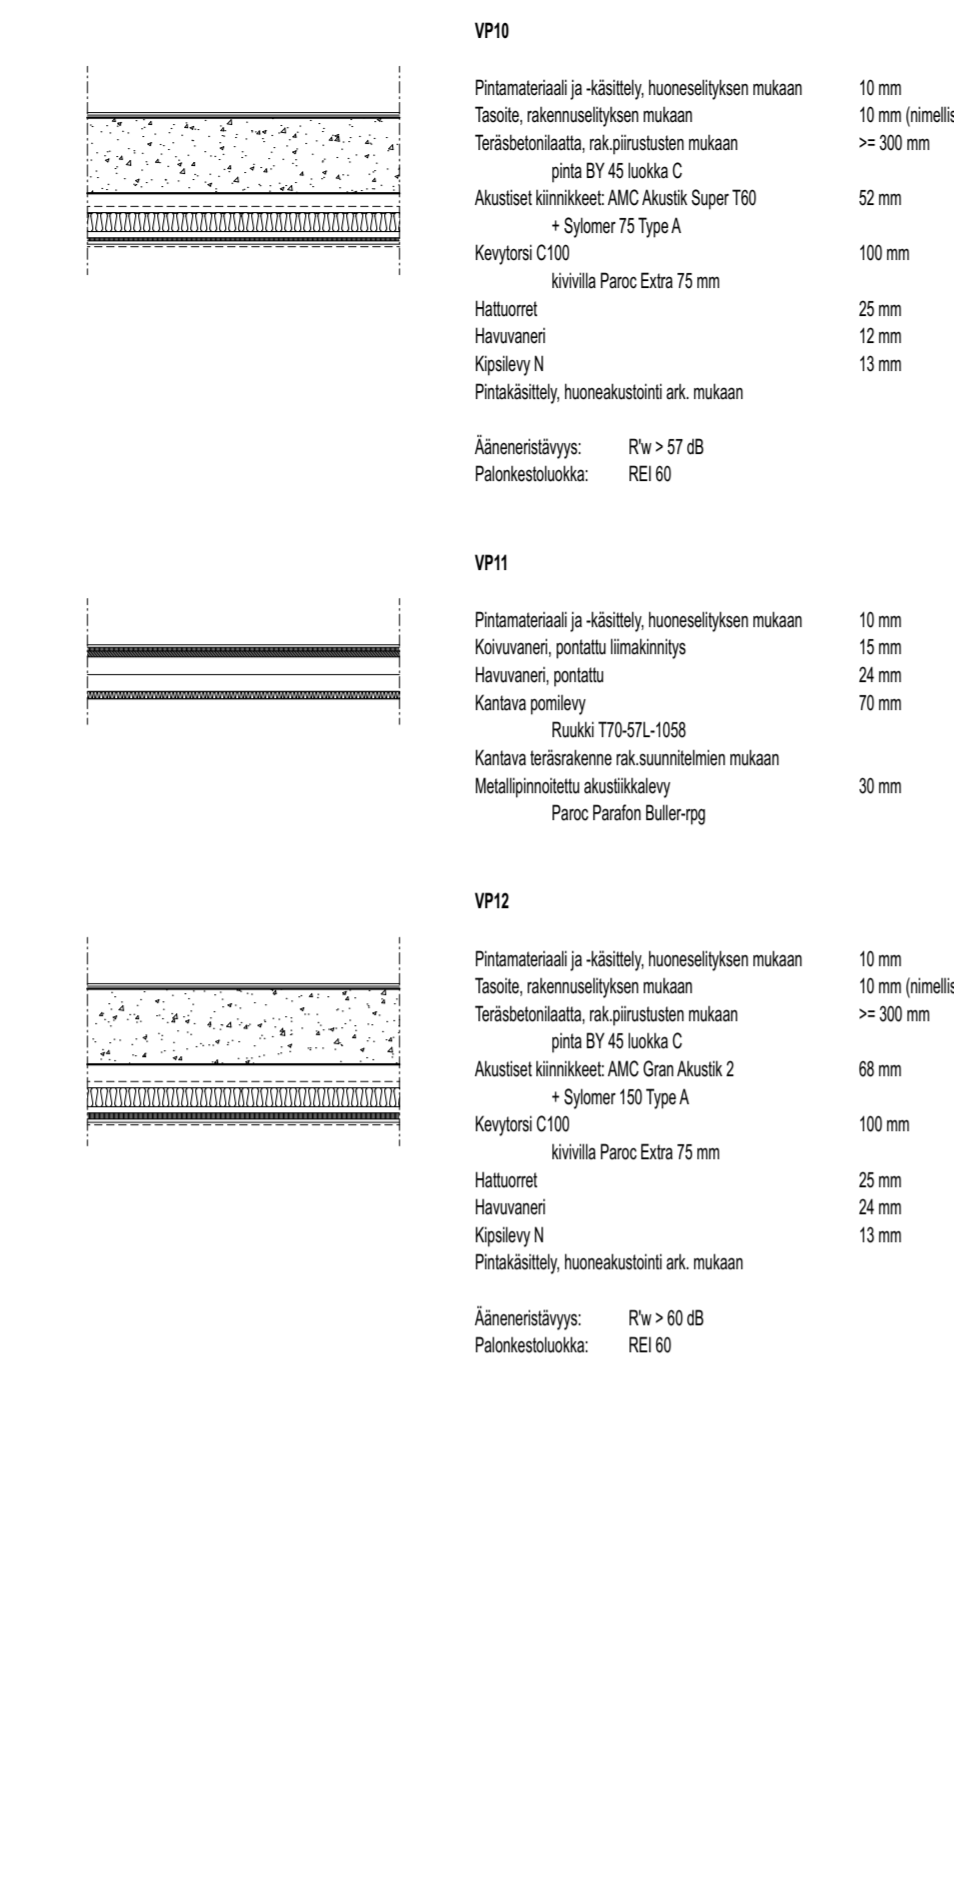 VP10
Pintamateriaali ja -käsittely, huoneselityksen mukaan 10 mm
Tasoite, rakennuselityksen mukaan 10 mm (nimellis
Teräsbetonilaatta, rak.piirustusten mukaan >= 300 mm
pinta BY 45 luokka C
Akustiset kiinnikkeet: AMC Akustik Super T60 52 mm
+ Sylomer 75 Type A
Kevytorsi C100 100 mm
kivivilla Paroc Extra 75 mm
Hattuorret 25 mm
Havuvaneri 12 mm
Kipsilevy N 13 mm
Pintakäsittely, huoneakustointi ark. mukaan
Ääneneristävyys: R'w > 57 dB
Palonkestoluokka: REI 60
VP11
Pintamateriaali ja -käsittely, huoneselityksen mukaan 10 mm
Koivuvaneri, pontattu liimakinnitys 15 mm
Havuvaneri, pontattu 24 mm
Kantava pomilevy 70 mm
Ruukki T70-57L-1058
Kantava teräsrakenne rak.suunnitelmien mukaan
Metallipinnoitettu akustiikkalevy 30 mm
Paroc Parafon Buller-rpg
VP12
Pintamateriaali ja -käsittely, huoneselityksen mukaan 10 mm
Tasoite, rakennuselityksen mukaan 10 mm (nimellis
Teräsbetonilaatta, rak.piirustusten mukaan >= 300 mm
pinta BY 45 luokka C
Akustiset kiinnikkeet: AMC Gran Akustik 2 68 mm
+ Sylomer 150 Type A
Kevytorsi C100 100 mm
kivivilla Paroc Extra 75 mm
Hattuorret 25 mm
Havuvaneri 24 mm
Kipsilevy N 13 mm
Pintakäsittely, huoneakustointi ark. mukaan
Ääneneristävyys: R'w > 60 dB
Palonkestoluokka: REI 60